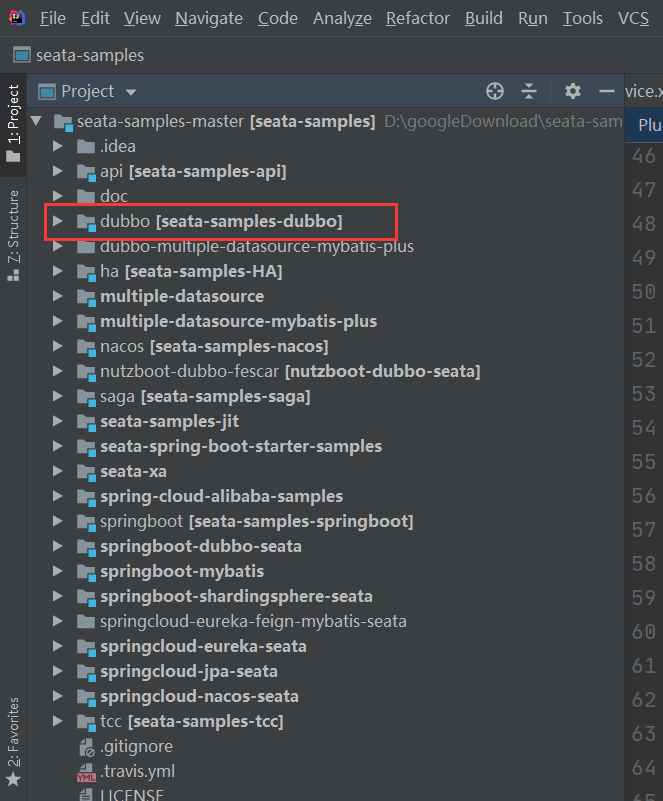 File Edit View Navigate Code Analyze Refactor Build Run Tools VCS
seata-samples
1: Project
Project
vice.x
seata-samples-master [seata-samples] D:\googleDownload\seata-sam
Plu
.idea
46
api [seata-samples-api]
doc
47
dubbo [seata-samples-dubbo]
48
dubbo-multiple-datasource-mybatis-plus
49
7: Structure
ha [seata-samples-HA]
multiple-datasource
50
multiple-datasource-mybatis-plus
51
nacos [seata-samples-nacos]
52
nutzboot-dubbo-fescar [nutzboot-dubbo-seata]
saga [seata-samples-saga]
53
seata-samples-jit
54
seata-spring-boot-starter-samples
55
seata-xa
spring-cloud-alibaba-samples
56
springboot [seata-samples-springboot]
57
springboot-dubbo-seata
58
springboot-mybatis
springboot-shardingsphere-seata
59
springcloud-eureka-feign-mybatis-seata
60
springcloud-eureka-seata
61
springcloud-jpa-seata
springcloud-nacos-seata
62
tcc [seata-samples-tcc]
63
2: Favorites
.gitignore
YML
.travis.yml
64
LICENSE
65